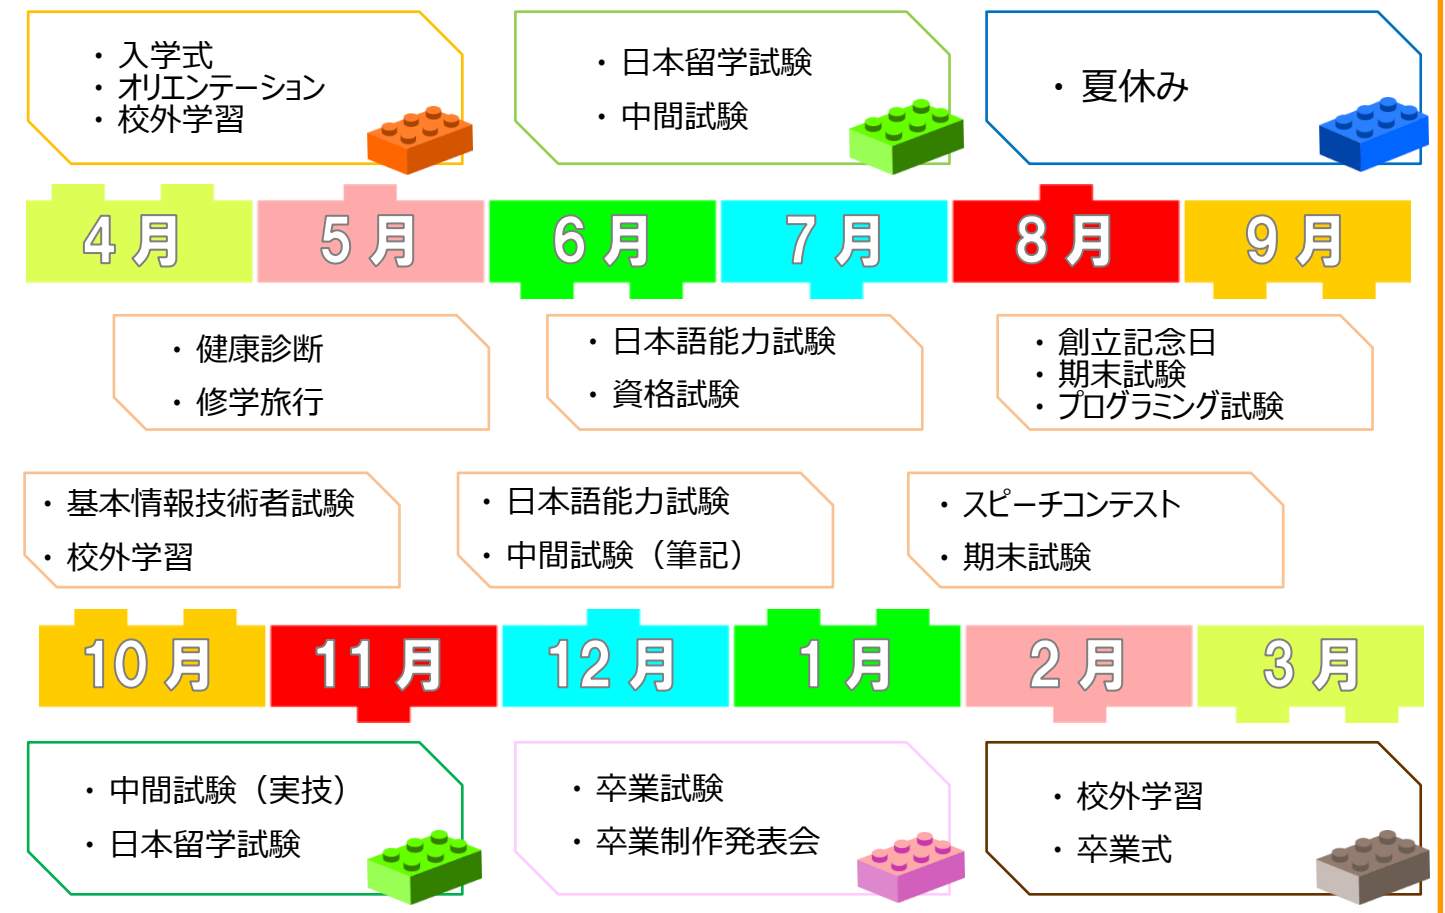 ・ 入学式
・ オリエンテーション
・ 校外学習
・ 日本留学試験
・ 中間試験
・ 夏休み
4月
5月
6月
7月
8月
9月
・ 健康診断
・ 修学旅行
・ 日本語能力試験
・ 資格試験
・ 創立記念日
・ 期末試験
・ プログラミング試験
・ 基本情報技術者試験
・ 校外学習
・ 日本語能力試験
・ 中間試験（筆記）
・ スピーチコンテスト
・ 期末試験
10月
11月
12月
1月
2月
3月
・ 中間試験（実技）
・ 日本留学試験
・ 卒業試験
・ 卒業制作発表会
・ 校外学習
・ 卒業式